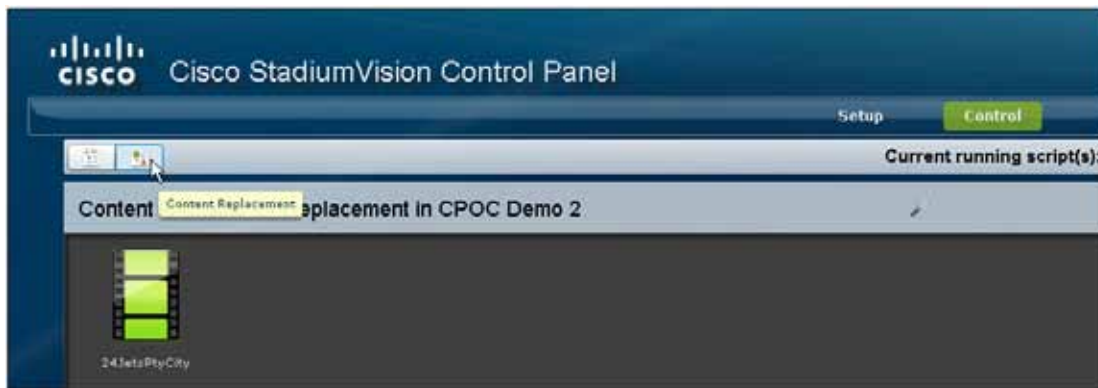 CISCO
Cisco StadiumVision Control Panel
Setup
Control
Current running script(s):
Content
Content Replacement
eplacement in CPOC Demo 2
24JetsPtyCity